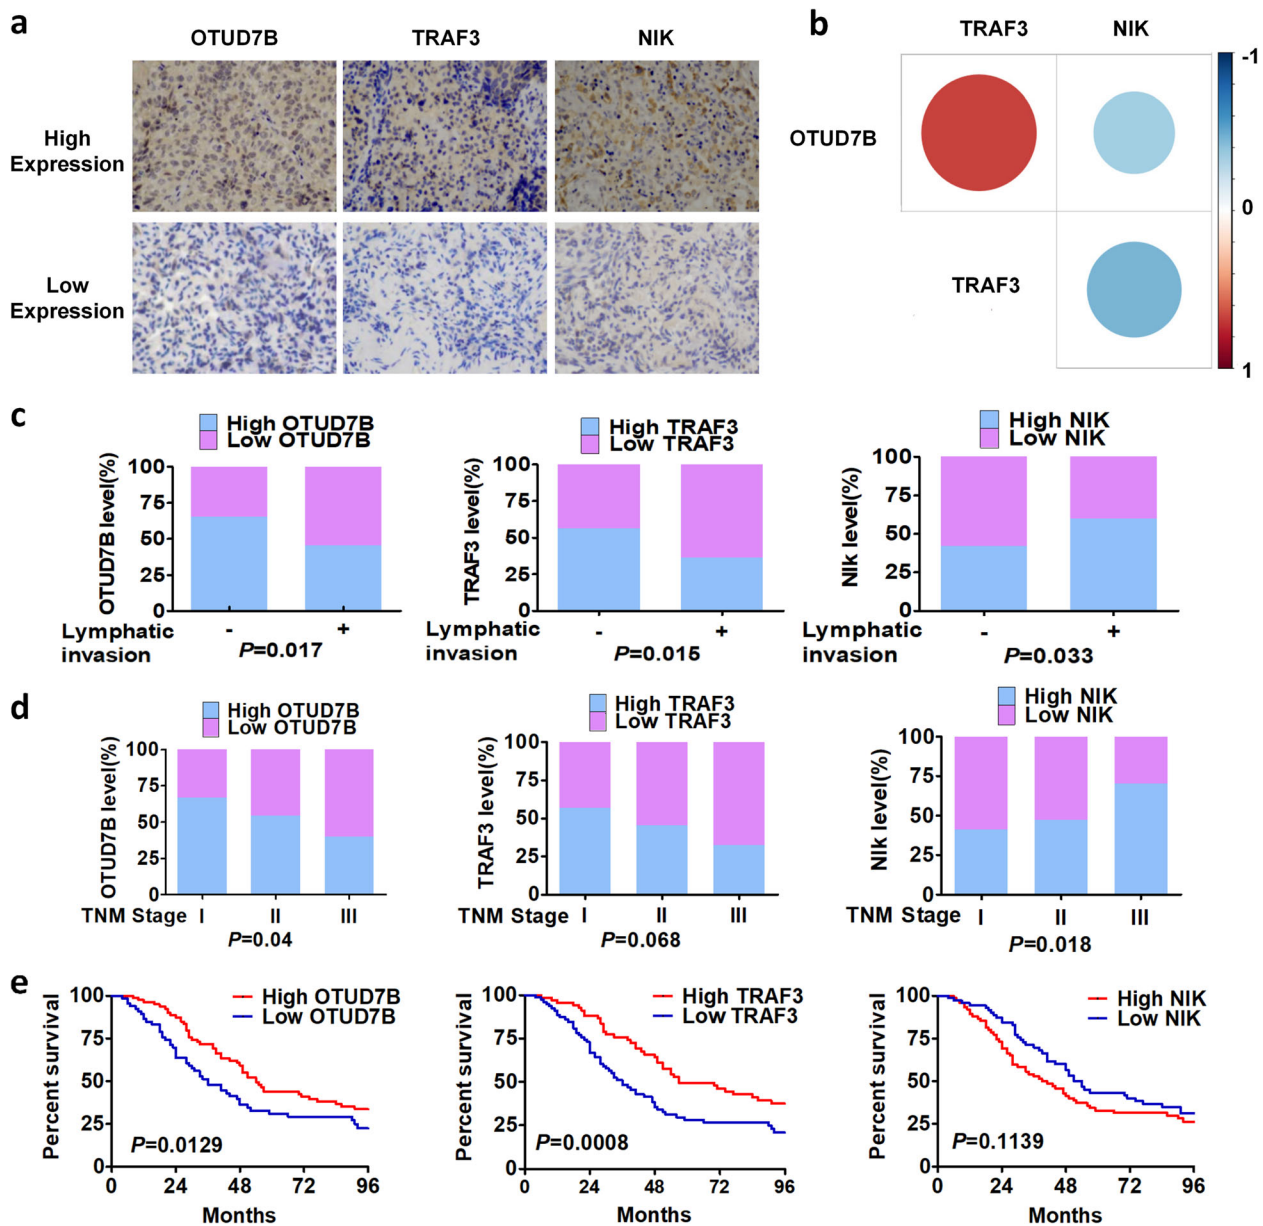 a
OTUD7B TRAF3 NIK
High
Expression
Low
Expression
b
TRAF3 NIK
OTUD7B
TRAF3
-1
0
1
c
High OTUD7B
Low OTUD7B
OTUD7B level(%)
100
75
50
25
0
Lymphatic
invasion
- +
P=0.017
High TRAF3
Low TRAF3
TRAF3 level(%)
100
75
50
25
0
Lymphatic
invasion
- +
P=0.015
High NIK
Low NIK
NIk level(%)
100
75
50
25
0
Lymphatic
invasion
- +
P=0.033
d
High OTUD7B
Low OTUD7B
OTUD7B level(%)
100
75
50
25
0
TNM Stage I II III
P=0.04
High TRAF3
Low TRAF3
TRAF3 level(%)
100
75
50
25
0
TNM Stage I II III
P=0.068
High NIK
Low NIK
NIk level(%)
100
75
50
25
0
TNM Stage I II III
P=0.018
e
High OTUD7B
Low OTUD7B
Percent survival
100
75
50
25
0
P=0.0129
0 24 48 72 96
Months
High TRAF3
Low TRAF3
Percent survival
100
75
50
25
0
P=0.0008
0 24 48 72 96
Months
High NIK
Low NIK
Percent survival
100
75
50
25
0
P=0.1139
0 24 48 72 96
Months